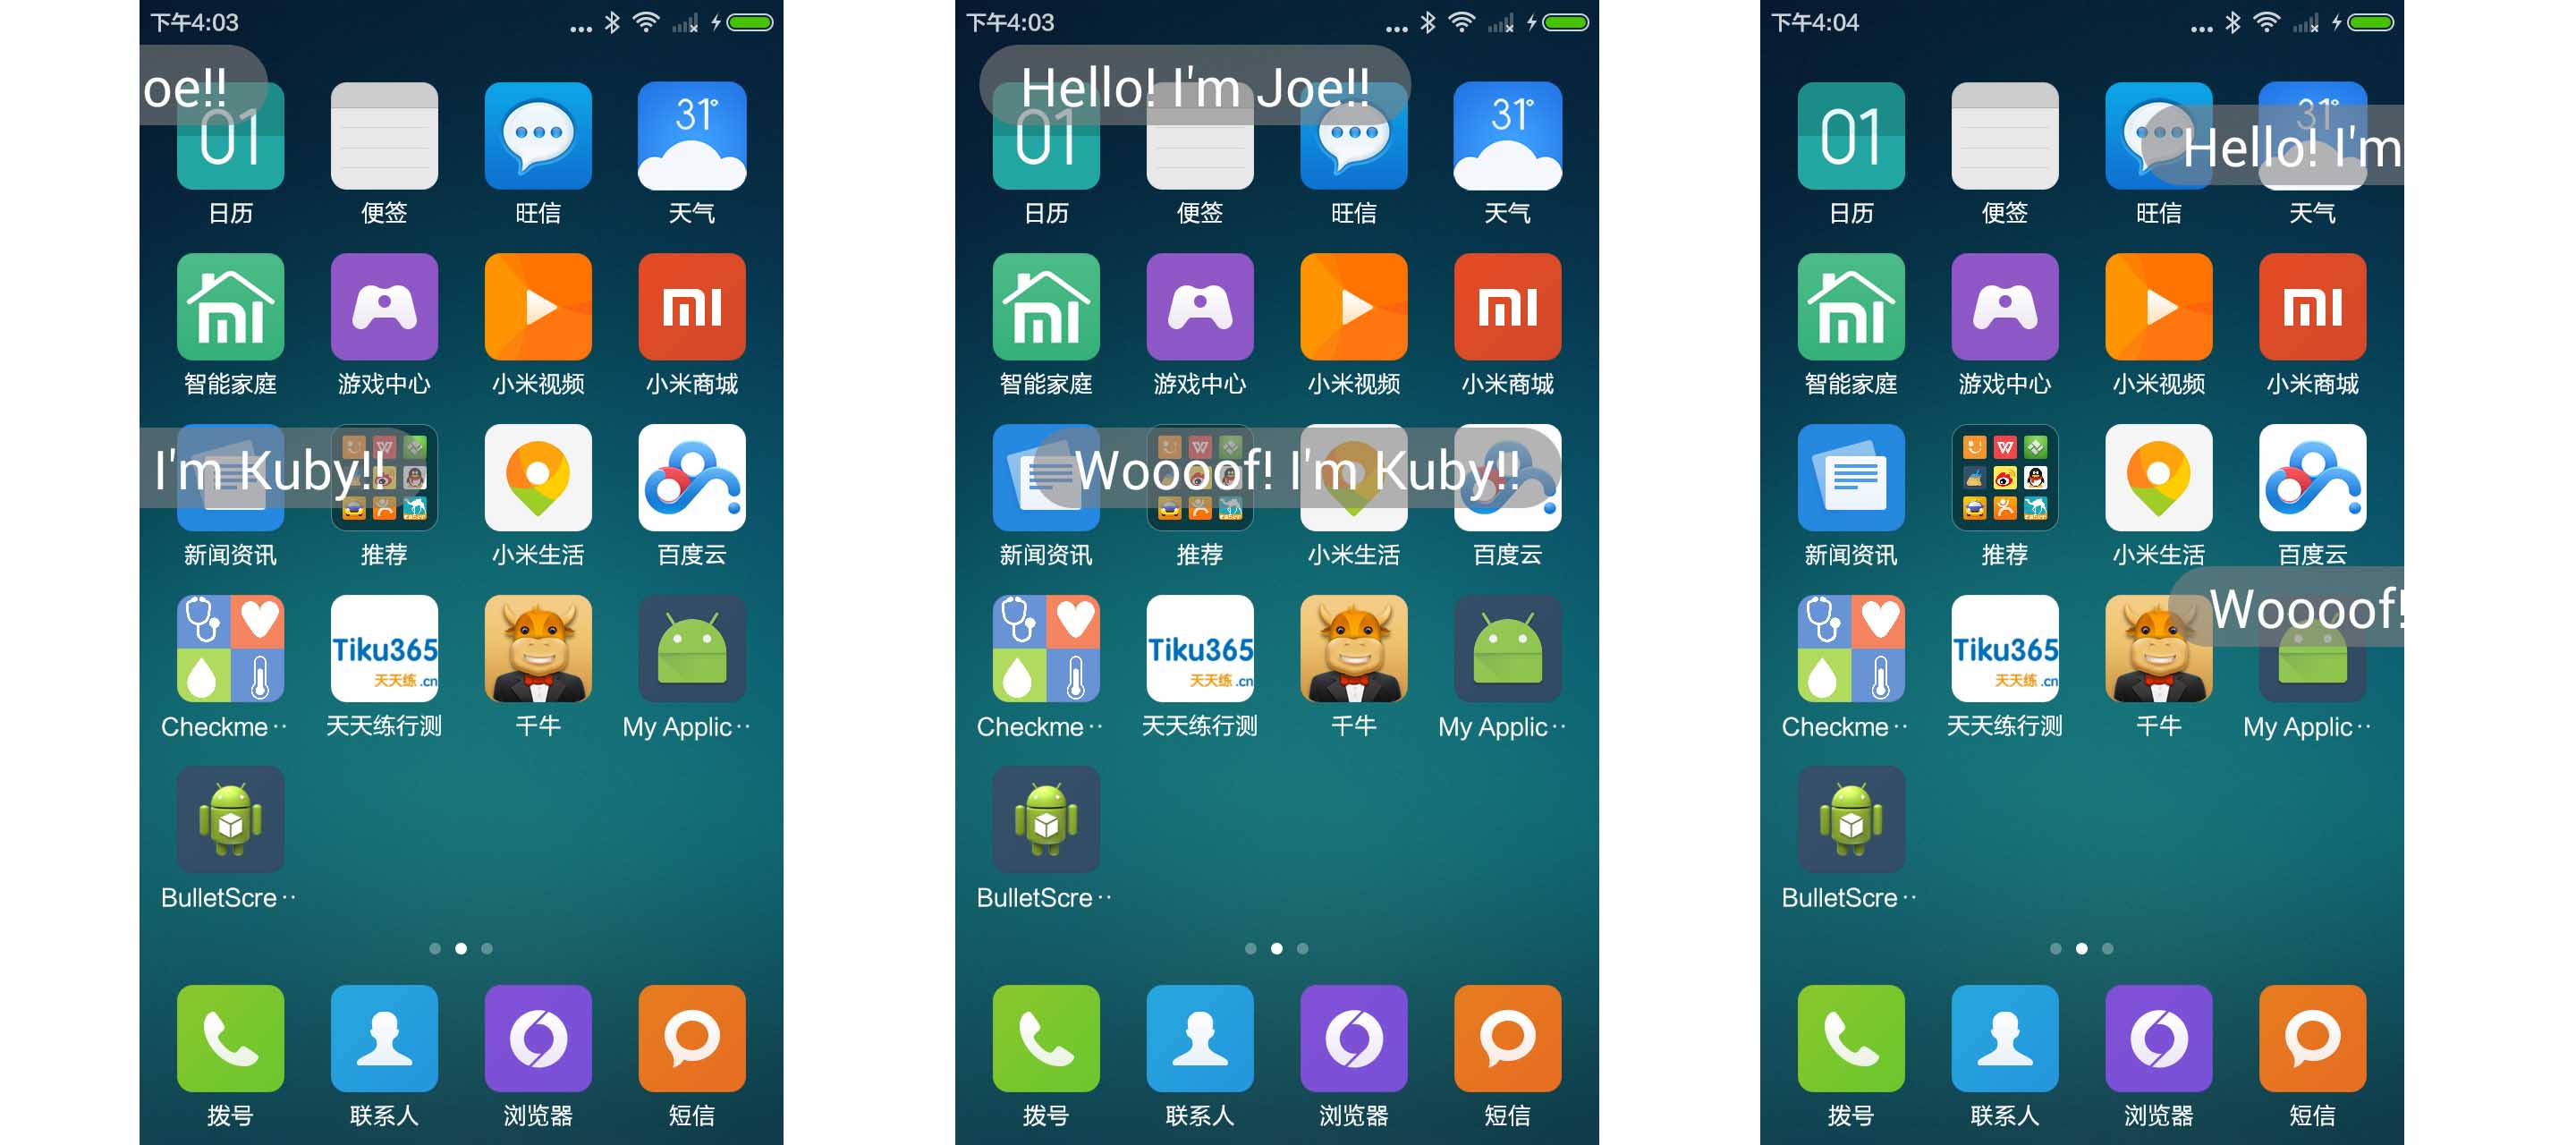 下午4:03
oe!!
01
31°
日历
便签
旺信
天气
智能家庭
游戏中心
小米视频
小米商城
I'm Kuby!!
新闻资讯
推荐
小米生活
百度云
Tiku365
天天练.cn
Checkme··
天天练行测
千牛
My Applic··
BulletScre··
拨号
联系人
浏览器
短信
下午4:03
Hello! I'm Joe!!
01
31°
日历
便签
旺信
天气
智能家庭
游戏中心
小米视频
小米商城
Woooof! I'm Kuby!!
新闻资讯
推荐
小米生活
百度云
Tiku365
天天练.cn
Checkme··
天天练行测
千牛
My Applic··
BulletScre··
拨号
联系人
浏览器
短信
下午4:04
01
31°
Hello! I'm
日历
便签
旺信
天气
智能家庭
游戏中心
小米视频
小米商城
新闻资讯
推荐
小米生活
百度云
Woooof!
Tiku365
天天练.cn
Checkme··
天天练行测
千牛
My Applic··
BulletScre··
拨号
联系人
浏览器
短信